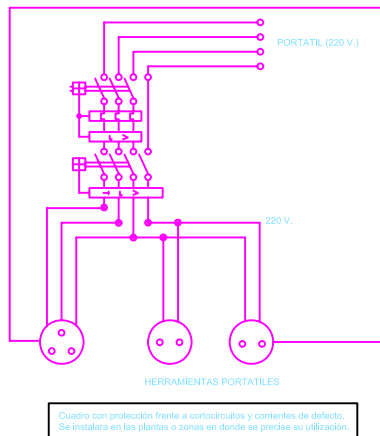 PORTATIL (220 V.)
220 V.
HERRAMIENTAS PORTATILES
Cuadro con protección frente a cortocircuitos y corrientes de defecto.
Se instalara en las plantas o zonas en donde se precise su utilización.